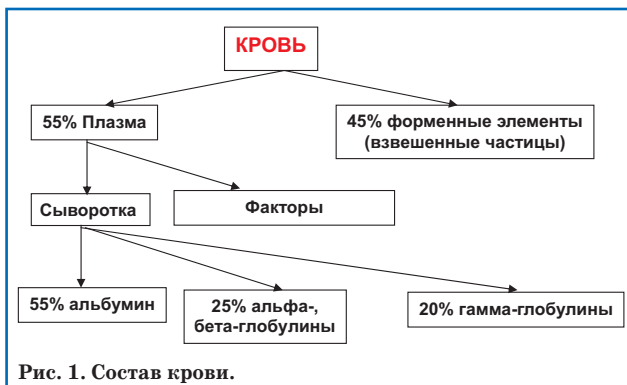 КРОВЬ
55% Плазма
45% форменные элементы
(взвешенные частицы)
Сыворотка
Факторы
55% альбумин
25% альфа-,
бета-глобулины
20% гамма-глобулины
Рис. 1. Состав крови.